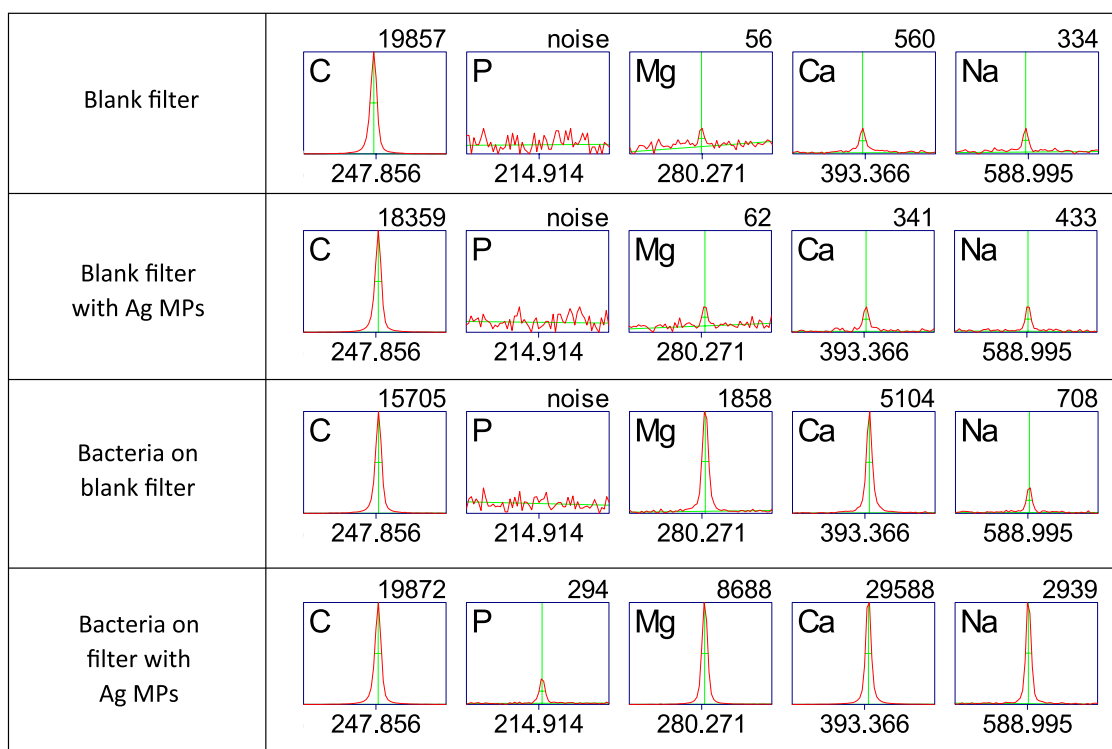 19857 noise 56 560 334
Blank filter
C P Mg Ca Na
247.856 214.914 280.271 393.366 588.995
18359 noise 62 341 433
Blank filter
with Ag MPs
C P Mg Ca Na
247.856 214.914 280.271 393.366 588.995
15705 noise 1858 5104 708
Bacteria on
blank filter
C P Mg Ca Na
247.856 214.914 280.271 393.366 588.995
19872 294 8688 29588 2939
Bacteria on
filter with
Ag MPs
C P Mg Ca Na
247.856 214.914 280.271 393.366 588.995